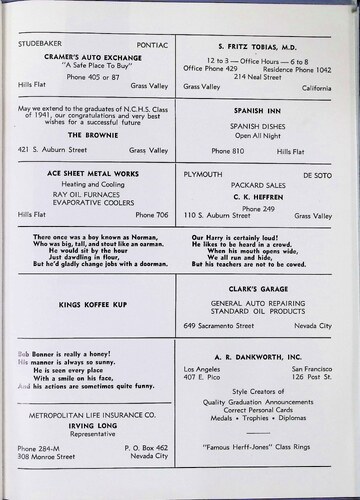 STUDEBAKER PONTIAC
CRAMER'S AUTO EXCHANGE
"A Safe Place To Buy"
Phone 405 or 87
Hills Flat Grass Valley
S. FRITZ TOBIAS, M.D.
12 to 3 — Office Hours — 6 to 8
Office Phone 429 Residence Phone 1042
214 Neal Street
Grass Valley California
May we extend to the graduates of N.C.H.S. Class
of 1941, our congratulations and very best
wishes for a successful future
THE BROWNIE
421 S. Auburn Street Grass Valley
SPANISH INN
SPANISH DISHES
Open All Night
Phone 810 Hills Flat
ACE SHEET METAL WORKS
Heating and Cooling
RAY OIL FURNACES
EVAPORATIVE COOLERS
Hills Flat Phone 706
PLYMOUTH DE SOTO
PACKARD SALES
C. K. HEFFREN
Phone 249
110 S. Auburn Street Grass Valley
There once was a boy known as Norman,
Who was big, tall, and stout like an oarman.
He would sit by the hour
Just dawdling in flour,
But he'd gladly change jobs with a doorman.
Our Harry is certainly loud!
He likes to be heard in a crowd.
When his mouth opens wide,
We all run and hide,
But his teachers are not to be cowed.
KINGS KOFFEE KUP
CLARK'S GARAGE
GENERAL AUTO REPAIRING
STANDARD OIL PRODUCTS
649 Sacramento Street Nevada City
Bob Bonner is really a honey!
His manner is always so sunny.
He is seen every place
With a smile on his face,
And his actions are sometimes quite funny.
METROPOLITAN LIFE INSURANCE CO.
IRVING LONG
Representative
Phone 284-M P. O. Box 462
308 Monroe Street Nevada City
A. R. DANKWORTH, INC.
Los Angeles San Francisco
407 E. Pico 126 Post St.
Style Creators of
Quality Graduation Announcements
Correct Personal Cards
Medals • Trophies • Diplomas
"Famous Herff-Jones" Class Rings